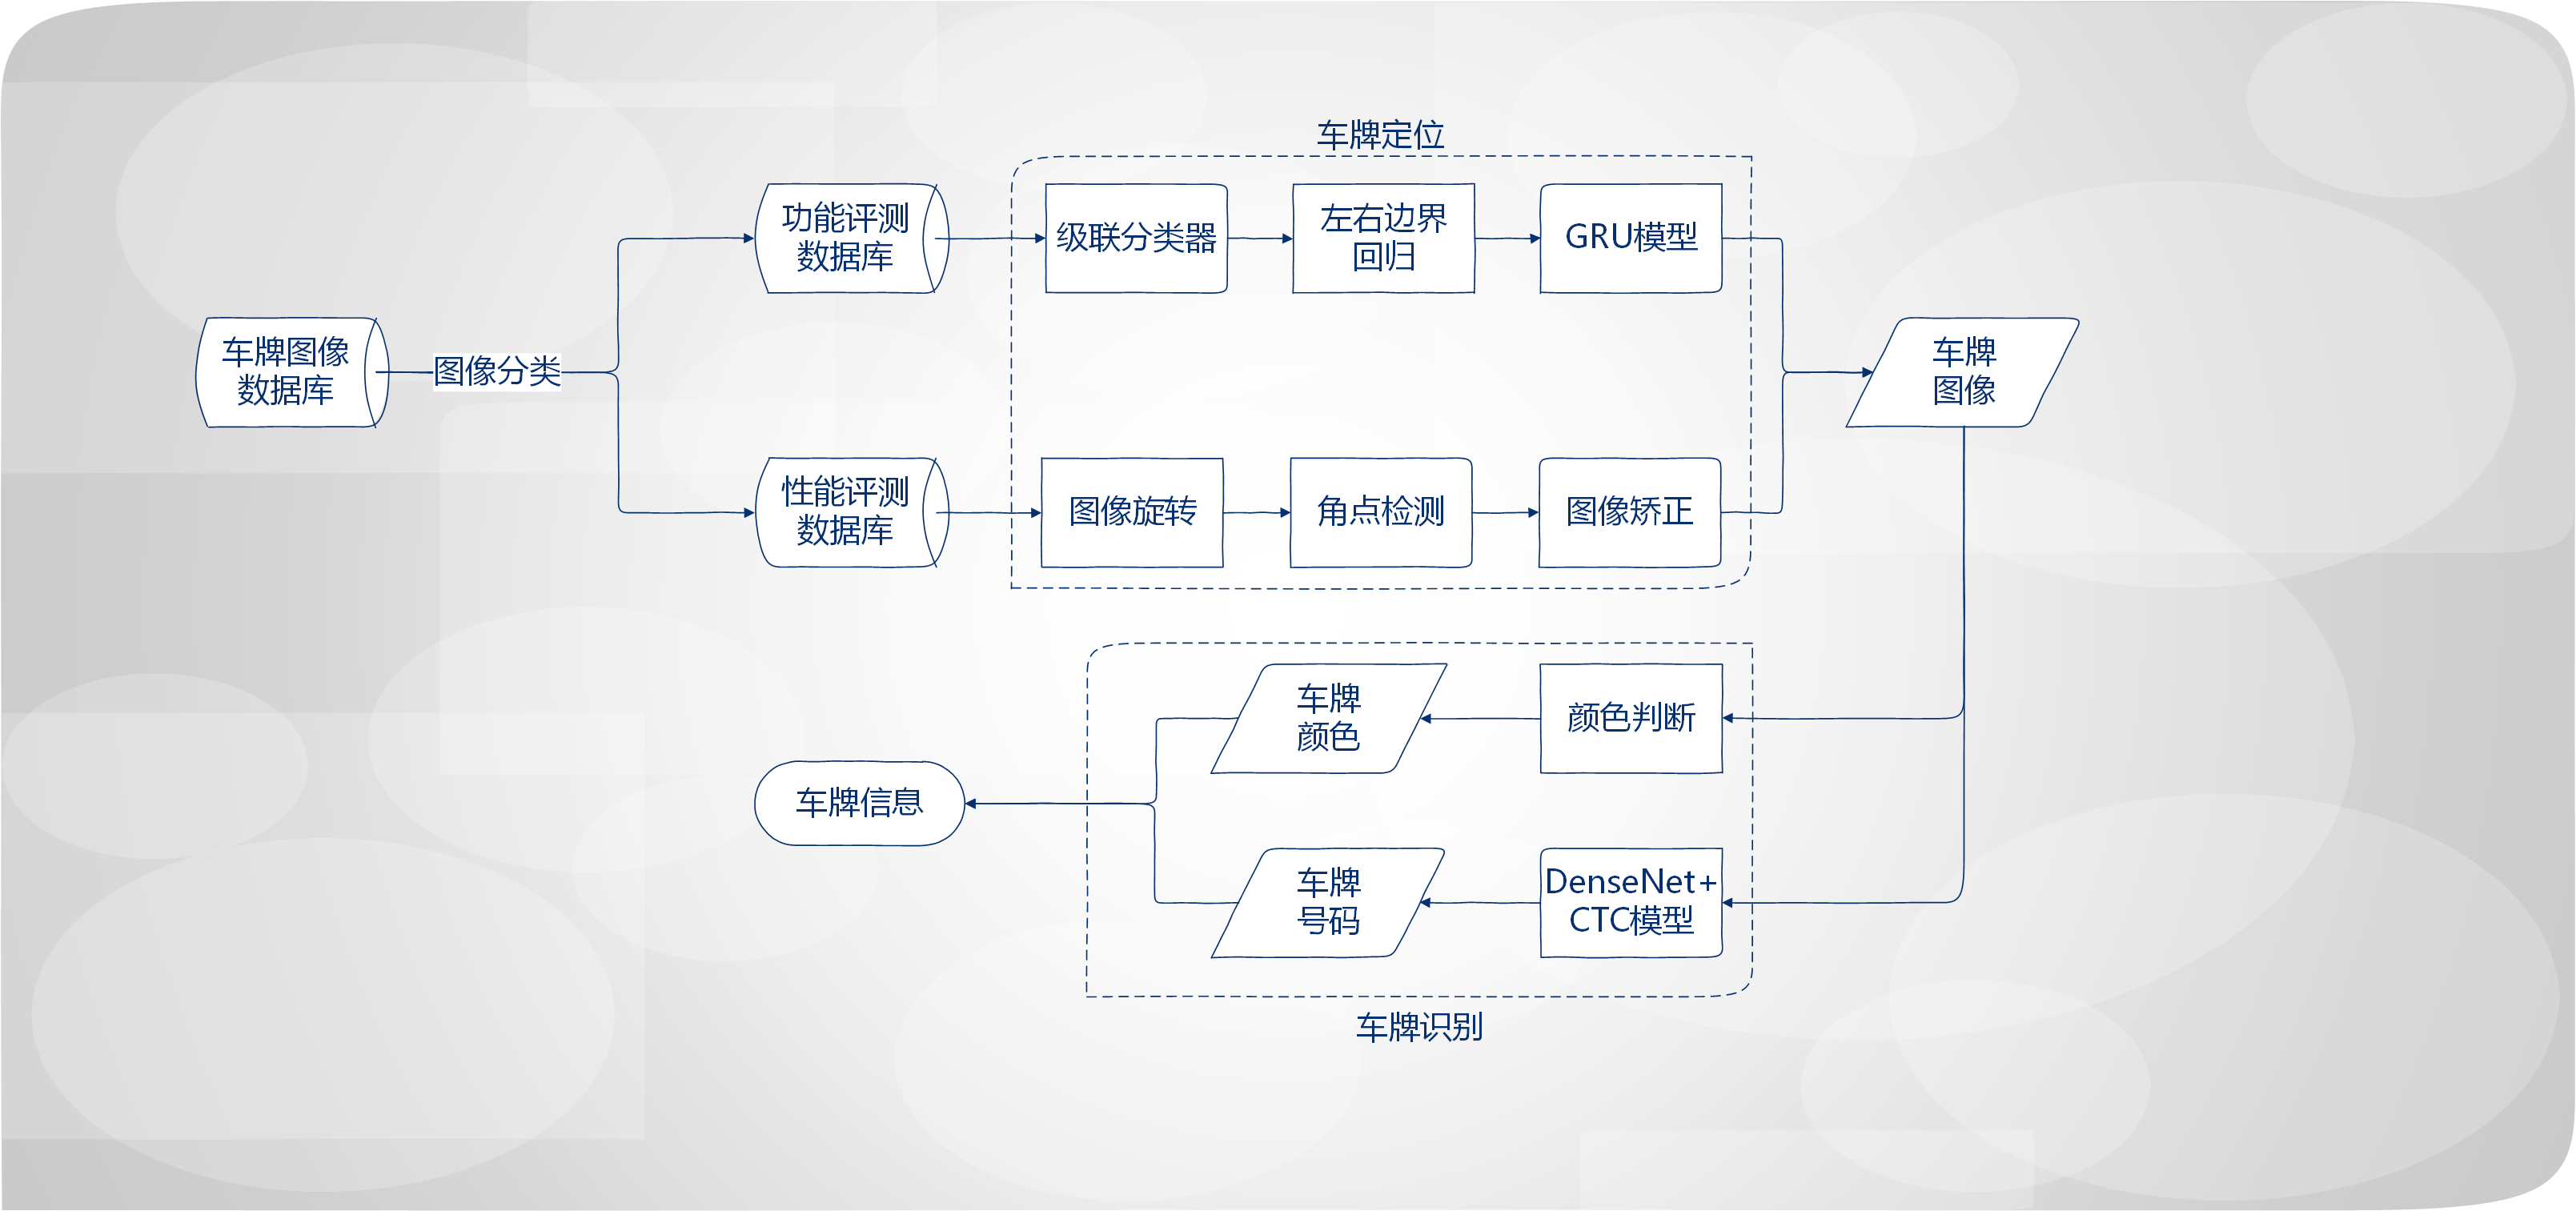 车牌定位
功能评测
数据库
级联分类器
左右边界
回归
GRU模型
车牌图像
数据库
图像分类
车牌
图像
性能评测
数据库
图像旋转
角点检测
图像矫正
车牌
颜色
颜色判断
车牌信息
车牌
号码
DenseNet+
CTC模型
车牌识别